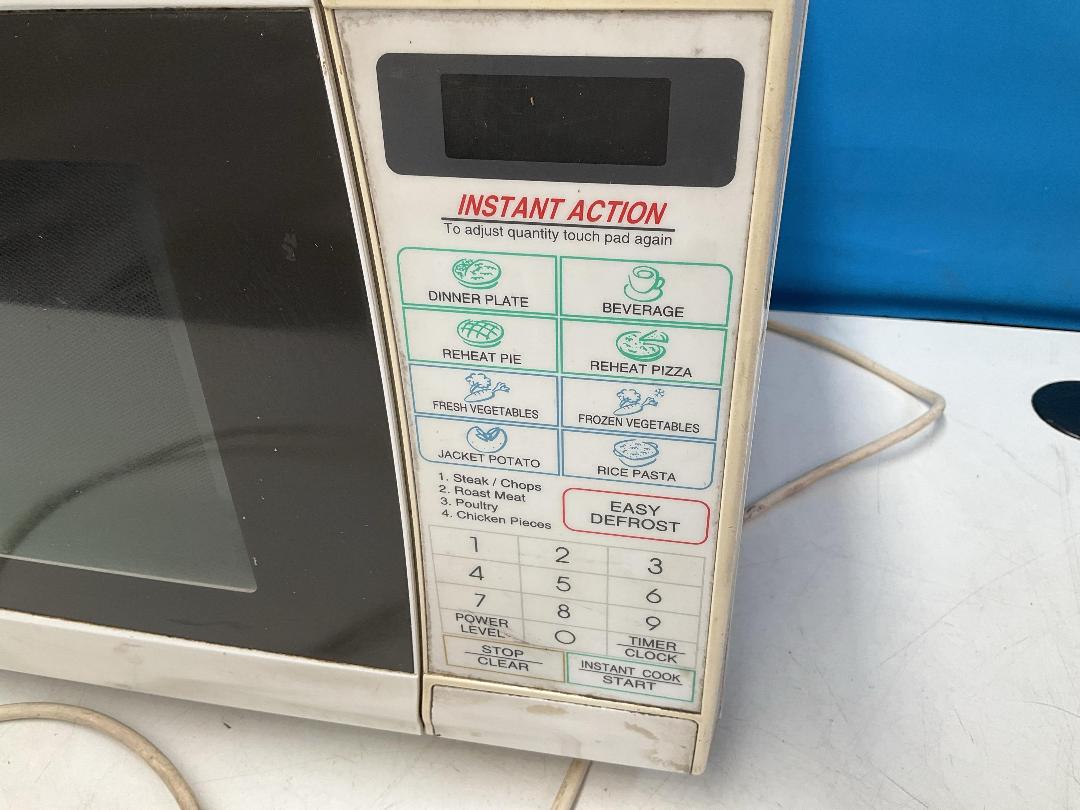 INSTANT ACTION
To adjust quantity touch pad again
DINNER PLATE
BEVERAGE
REHEAT PIE
REHEAT PIZZA
FRESH VEGETABLES
FROZEN VEGETABLES
JACKET POTATO
RICE PASTA
1. Steak / Chops
2. Roast Meat
3. Poultry
4. Chicken Pieces
EASY
DEFROST
1 2 3
4 5 6
7 8 9
POWER
LEVEL
0
TIMER
CLOCK
STOP
CLEAR
INSTANT COOK
START